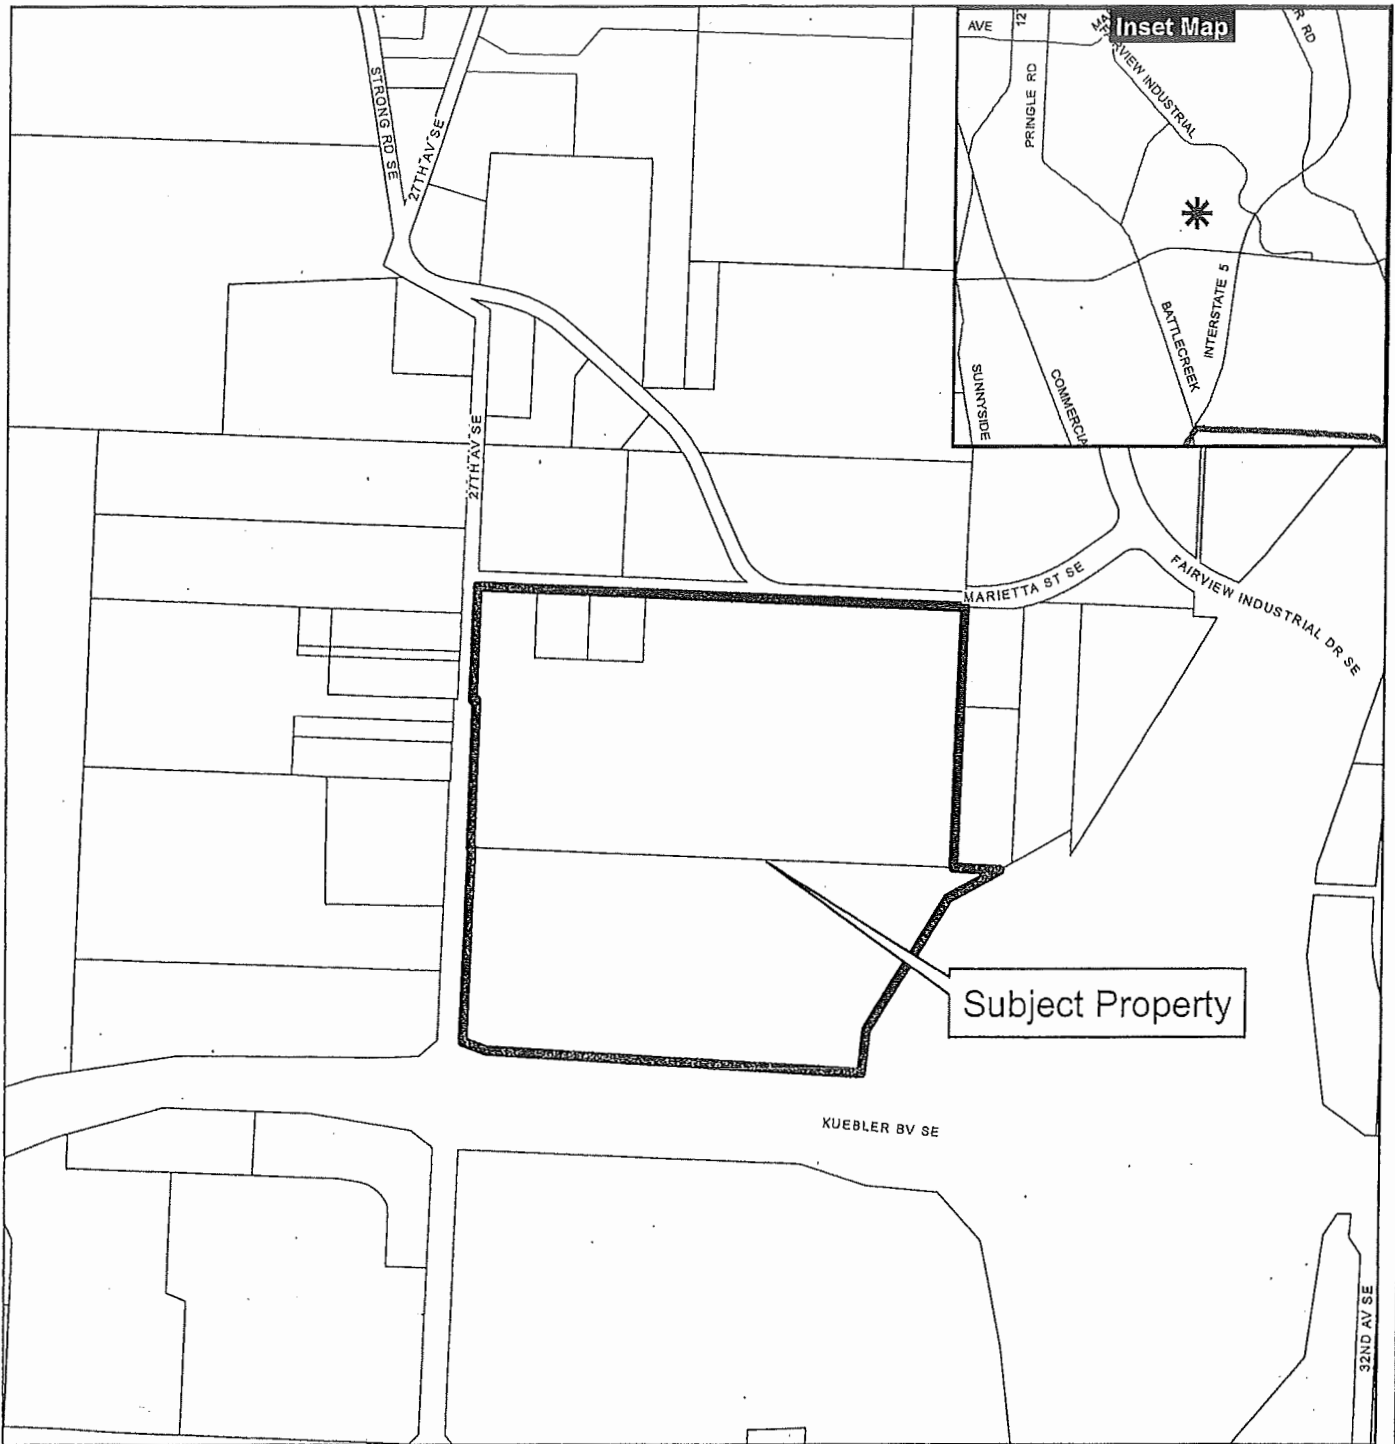 STRONG RD SE
27TH AV SE
27TH AV SE
MARIETTA ST SE
FAIRVIEW INDUSTRIAL DR SE
Subject Property
KUEBLER BV SE
32ND AV SE
Inset Map
AVE
12
PRINGLE RD
FAIRVIEW INDUSTRIAL
R RD
INTERSTATE 5
BATTLECREEK
COMMERCIA
SUNNYSIDE